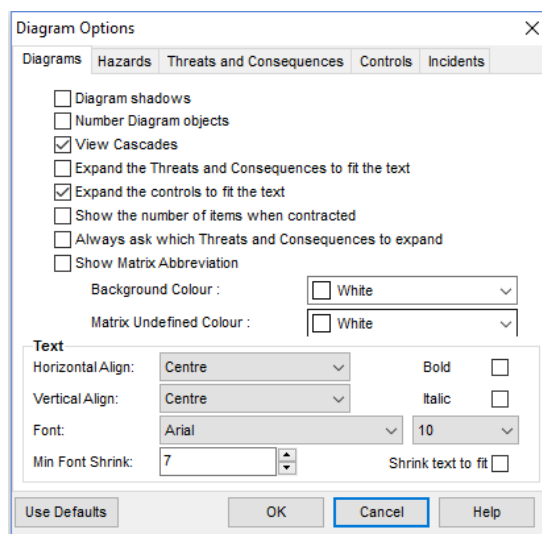 Diagram Options
Diagrams Hazards Threats and Consequences Controls Incidents
Diagram shadows
Number Diagram objects
View Cascades
Expand the Threats and Consequences to fit the text
Expand the controls to fit the text
Show the number of items when contracted
Always ask which Threats and Consequences to expand
Show Matrix Abbreviation
Background Colour : White
Matrix Undefined Colour : White
Text
Horizontal Align: Centre Bold
Vertical Align: Centre Italic
Font: Arial 10
Min Font Shrink: 7 Shrink text to fit
Use Defaults OK Cancel Help